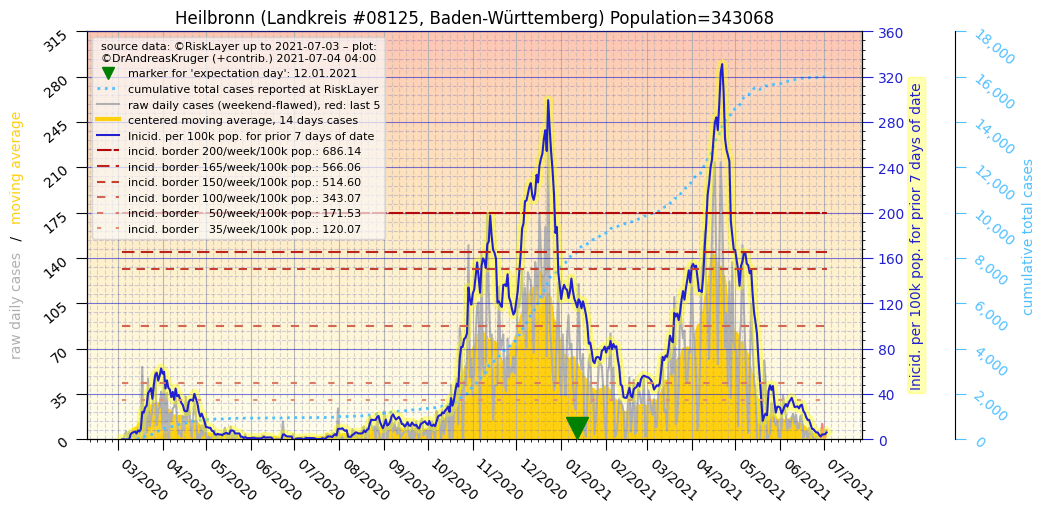 Heilbronn (Landkreis #08125, Baden-Württemberg) Population=343068
source data: ©RiskLayer up to 2021-07-03 – plot:
©DrAndreasKruger (+contrib.) 2021-07-04 04:00
marker for 'expectation day': 12.01.2021
cumulative total cases reported at RiskLayer
raw daily cases (weekend-flawed), red: last 5
centered moving average, 14 days cases
Inicid. per 100k pop. for prior 7 days of date
incid. border 200/week/100k pop.: 686.14
incid. border 165/week/100k pop.: 566.06
incid. border 150/week/100k pop.: 514.60
incid. border 100/week/100k pop.: 343.07
incid. border   50/week/100k pop.: 171.53
incid. border   35/week/100k pop.: 120.07
raw daily cases / moving average
315
280
245
210
175
140
105
70
35
0
03/2020
04/2020
05/2020
06/2020
07/2020
08/2020
09/2020
10/2020
11/2020
12/2020
01/2021
02/2021
03/2021
04/2021
05/2021
06/2021
07/2021
360
320
280
240
200
160
120
80
40
0
Inicid. per 100k pop. for prior 7 days of date
18,000
16,000
14,000
12,000
10,000
8,000
6,000
4,000
2,000
0
cumulative total cases